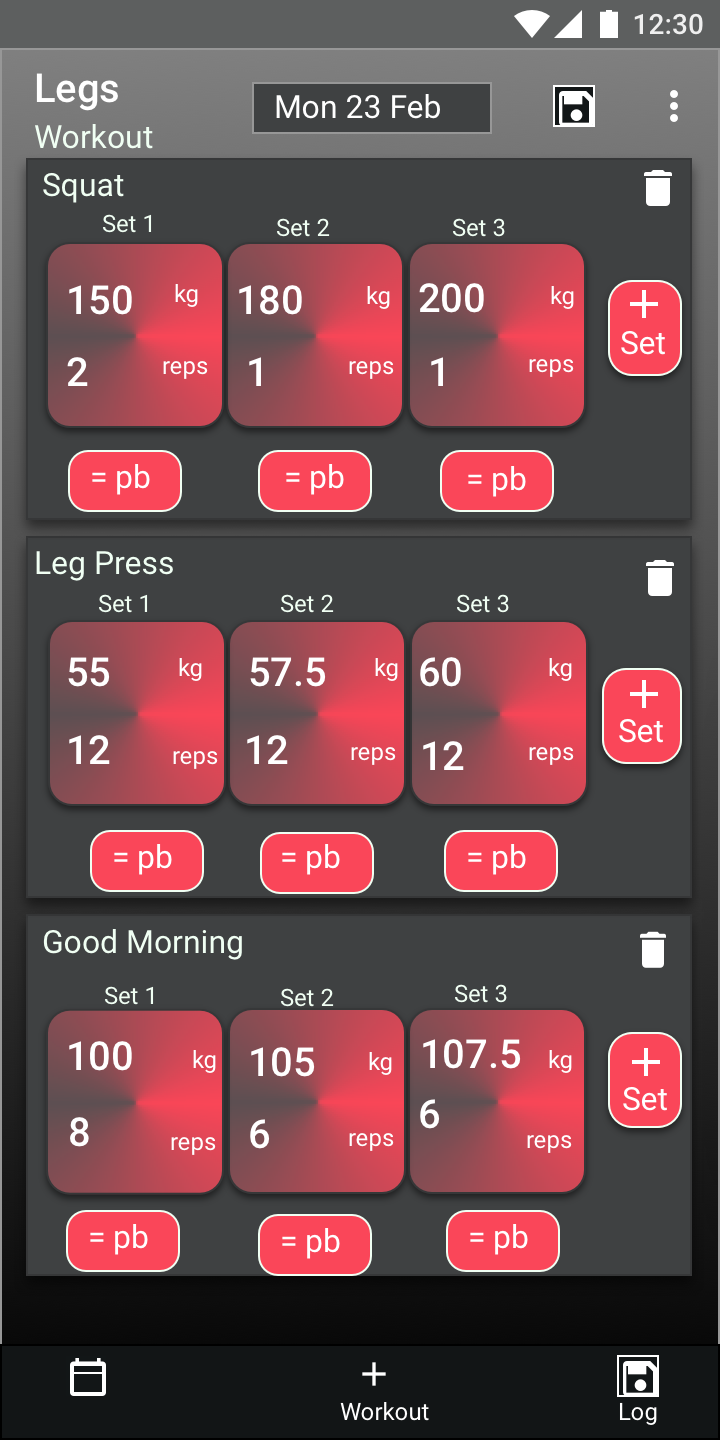 12:30
Legs
Workout
Mon 23 Feb
Squat
Set 1 Set 2 Set 3
150 kg 180 kg 200 kg
2 reps 1 reps 1 reps
+ Set
= pb = pb = pb
Leg Press
Set 1 Set 2 Set 3
55 kg 57.5 kg 60 kg
12 reps 12 reps 12 reps
+ Set
= pb = pb = pb
Good Morning
Set 1 Set 2 Set 3
100 kg 105 kg 107.5 kg
8 reps 6 reps 6 reps
+ Set
= pb = pb = pb
+
Workout Log